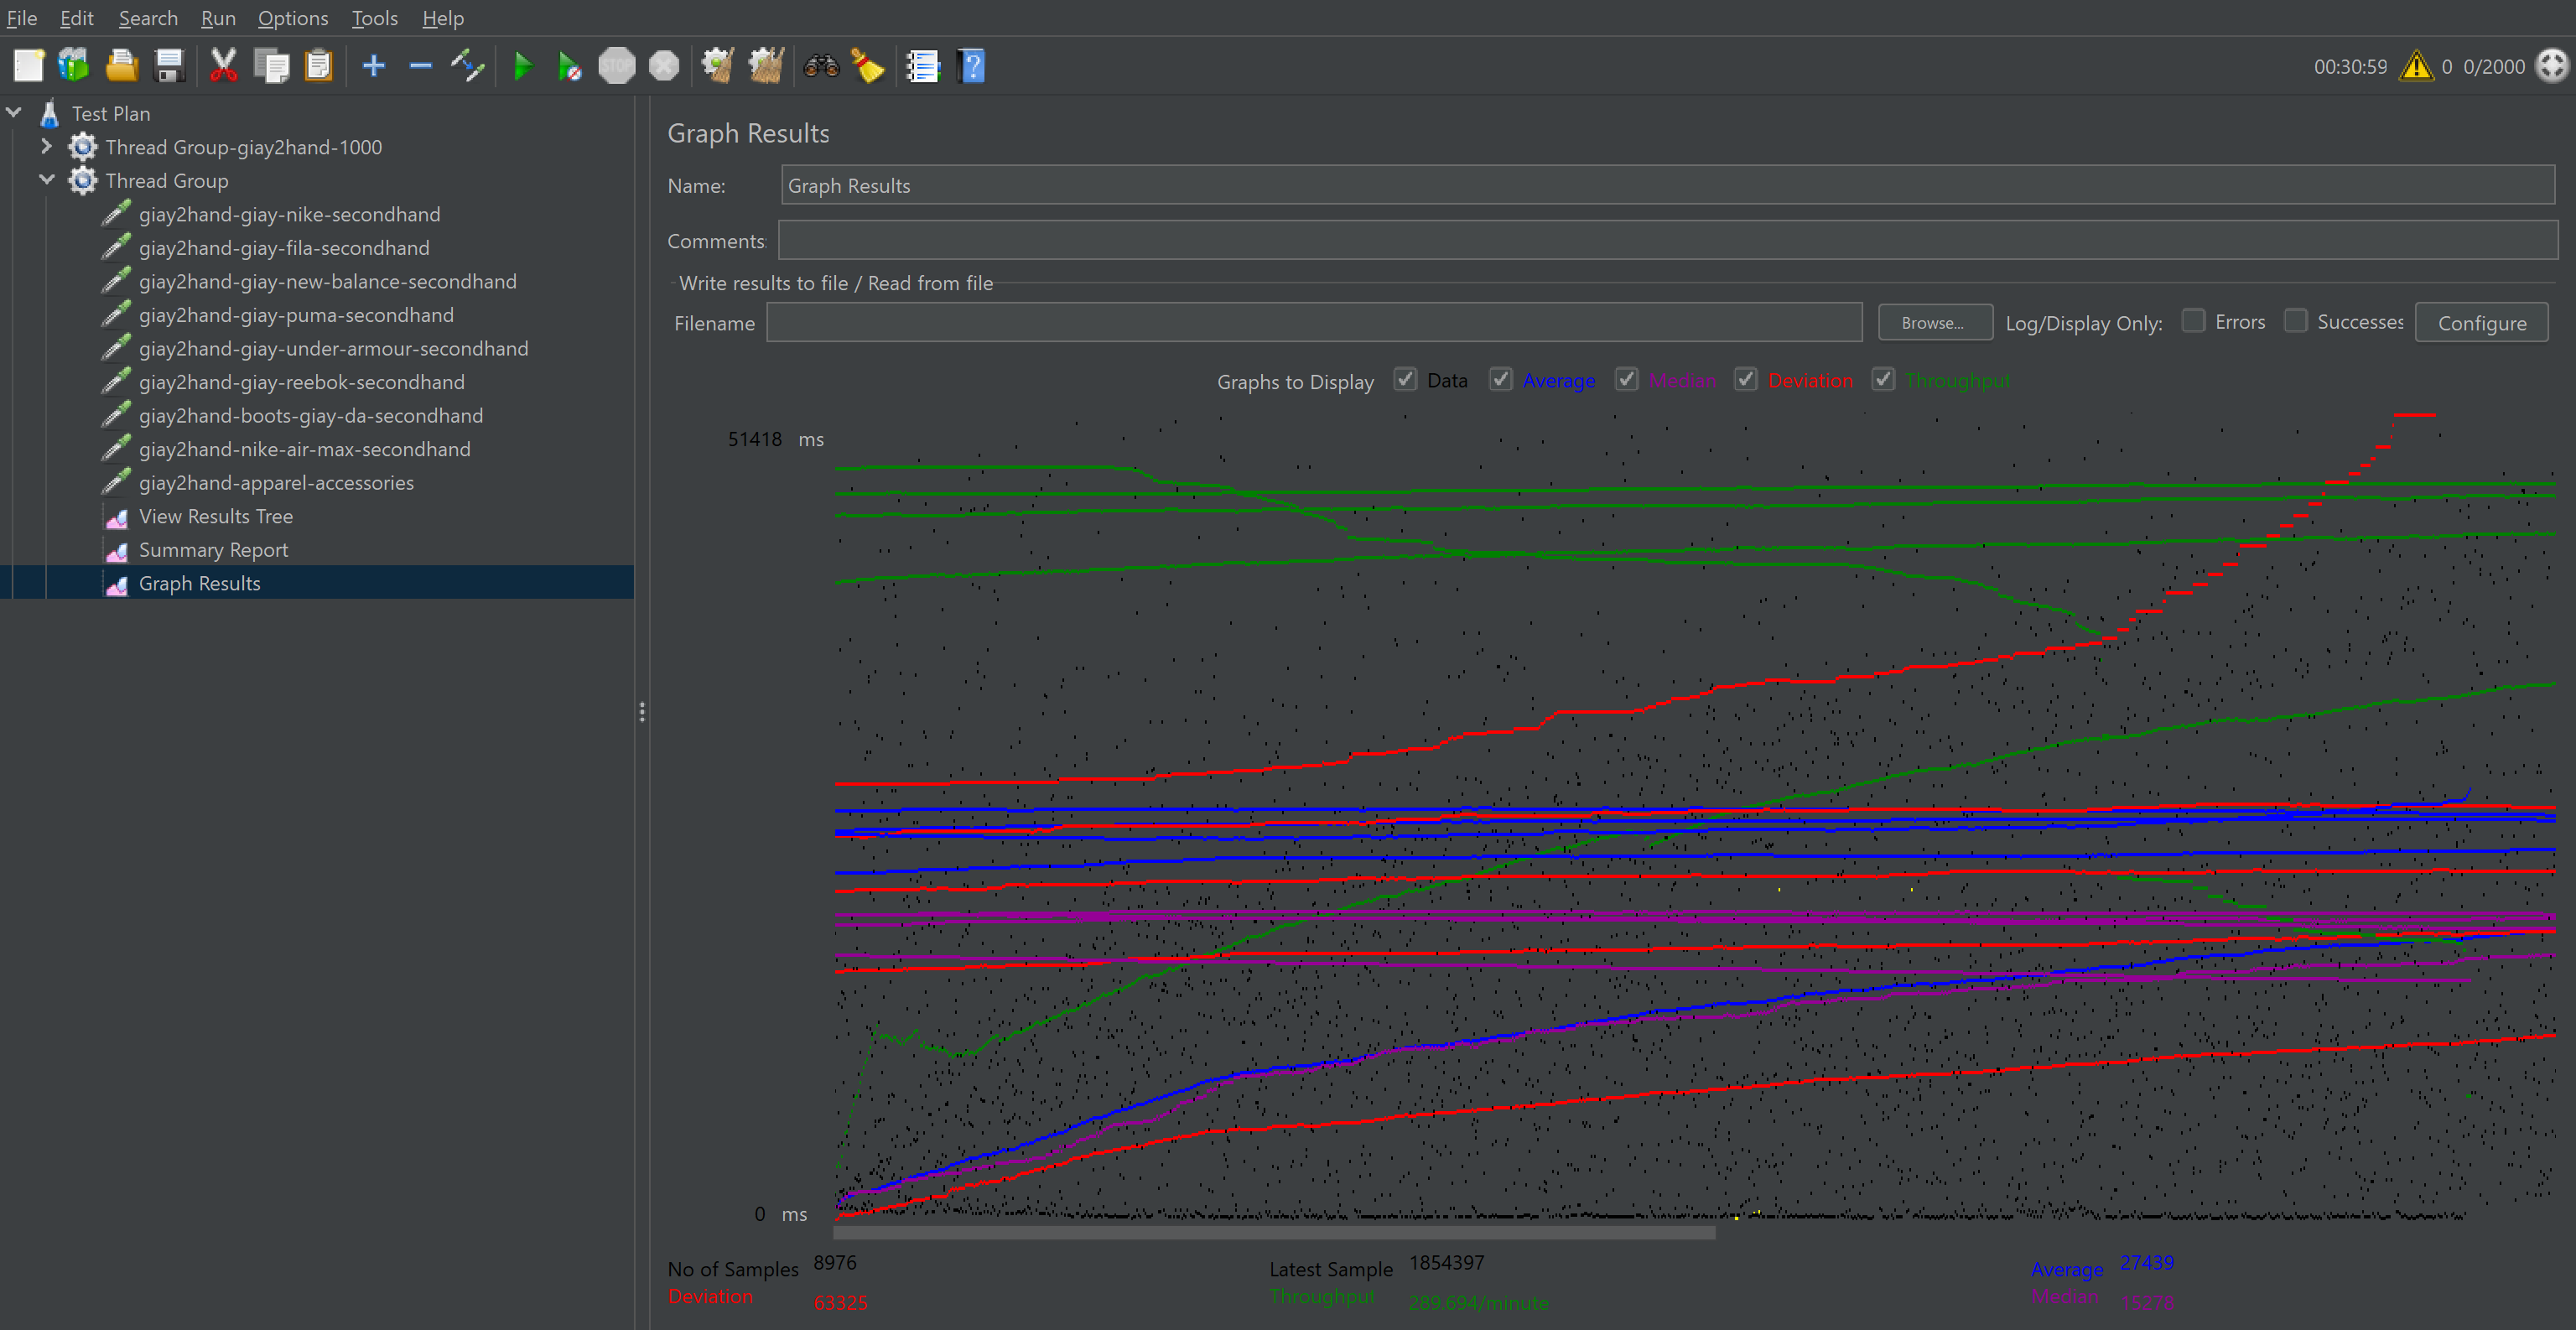 File Edit Search Run Options Tools Help
STOP
00:30:59 0 0/2000
Test Plan
Thread Group-giay2hand-1000
Thread Group
giay2hand-giay-nike-secondhand
giay2hand-giay-fila-secondhand
giay2hand-giay-new-balance-secondhand
giay2hand-giay-puma-secondhand
giay2hand-giay-under-armour-secondhand
giay2hand-giay-reebok-secondhand
giay2hand-boots-giay-da-secondhand
giay2hand-nike-air-max-secondhand
giay2hand-apparel-accessories
View Results Tree
Summary Report
Graph Results
Graph Results
Name: Graph Results
Comments:
Write results to file / Read from file
Filename Browse... Log/Display Only: Errors Successes Configure
Graphs to Display Data Average Median Deviation Throughput
51418 ms
0 ms
No of Samples 8976 Latest Sample 1854397 Average 27439
Deviation 63325 Throughput 289.694/minute Median 15278